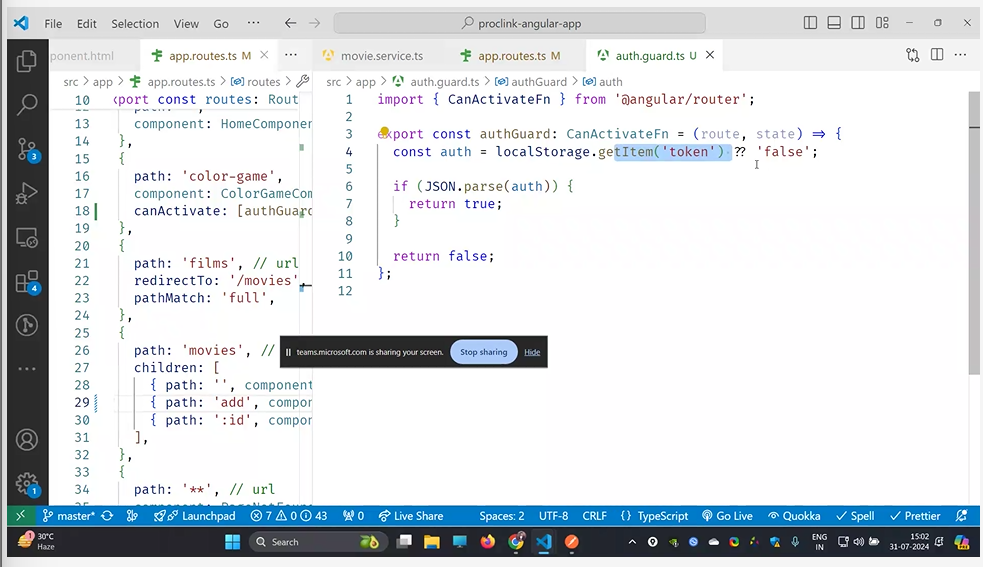 File Edit Selection View Go ··· proclink-angular-app
ponent.html app.routes.ts M ··· movie.service.ts app.routes.ts M auth.guard.ts U
src > app > app.routes.ts > routes > src > app > auth.guard.ts > authGuard > auth
10 xport const routes: Rout
13 component: HomeComponen
14 },
15 {
16 path: 'color-game',
17 component: ColorGameCom
18 canActivate: [authGuard
19 },
20 {
21 path: 'films', // url
22 redirectTo: '/movies',
23 pathMatch: 'full',
24 },
25 {
26 path: 'movies', //
27 children: [
28 { path: '', component
29 { path: 'add', compon
30 { path: ':id', compon
31 ],
32 },
33 {
34 path: '**', // url
1 import { CanActivateFn } from '@angular/router';
2
3 export const authGuard: CanActivateFn = (route, state) => {
4 const auth = localStorage.getItem('token') ?? 'false';
5
6 if (JSON.parse(auth)) {
7 return true;
8 }
9
10 return false;
11 };
12
teams.microsoft.com is sharing your screen. Stop sharing Hide
3
4
1
master* Launchpad 7 0 43 0 Live Share Spaces: 2 UTF-8 CRLF {} TypeScript Go Live Quokka Spell Prettier
30°C
Haze
Search
ENG
IN
15:02
31-07-2024